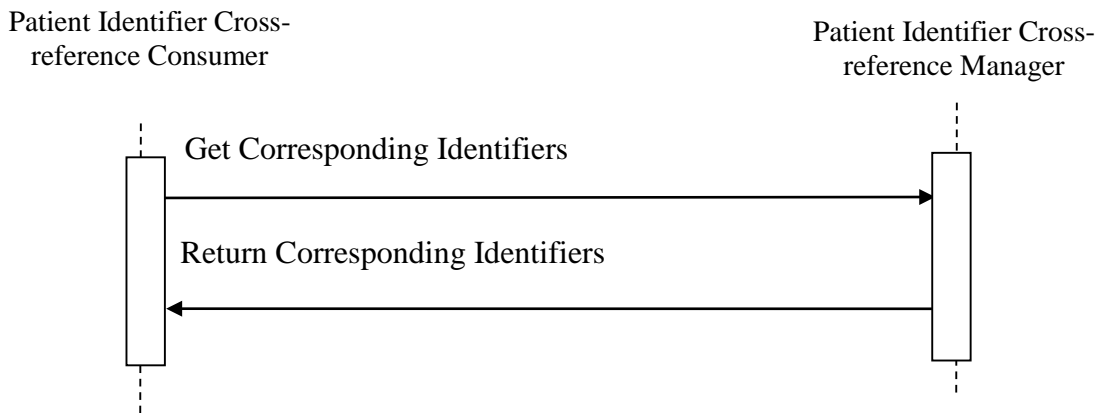 Patient Identifier Cross-
reference Consumer
Patient Identifier Cross-
reference Manager
Get Corresponding Identifiers
Return Corresponding Identifiers